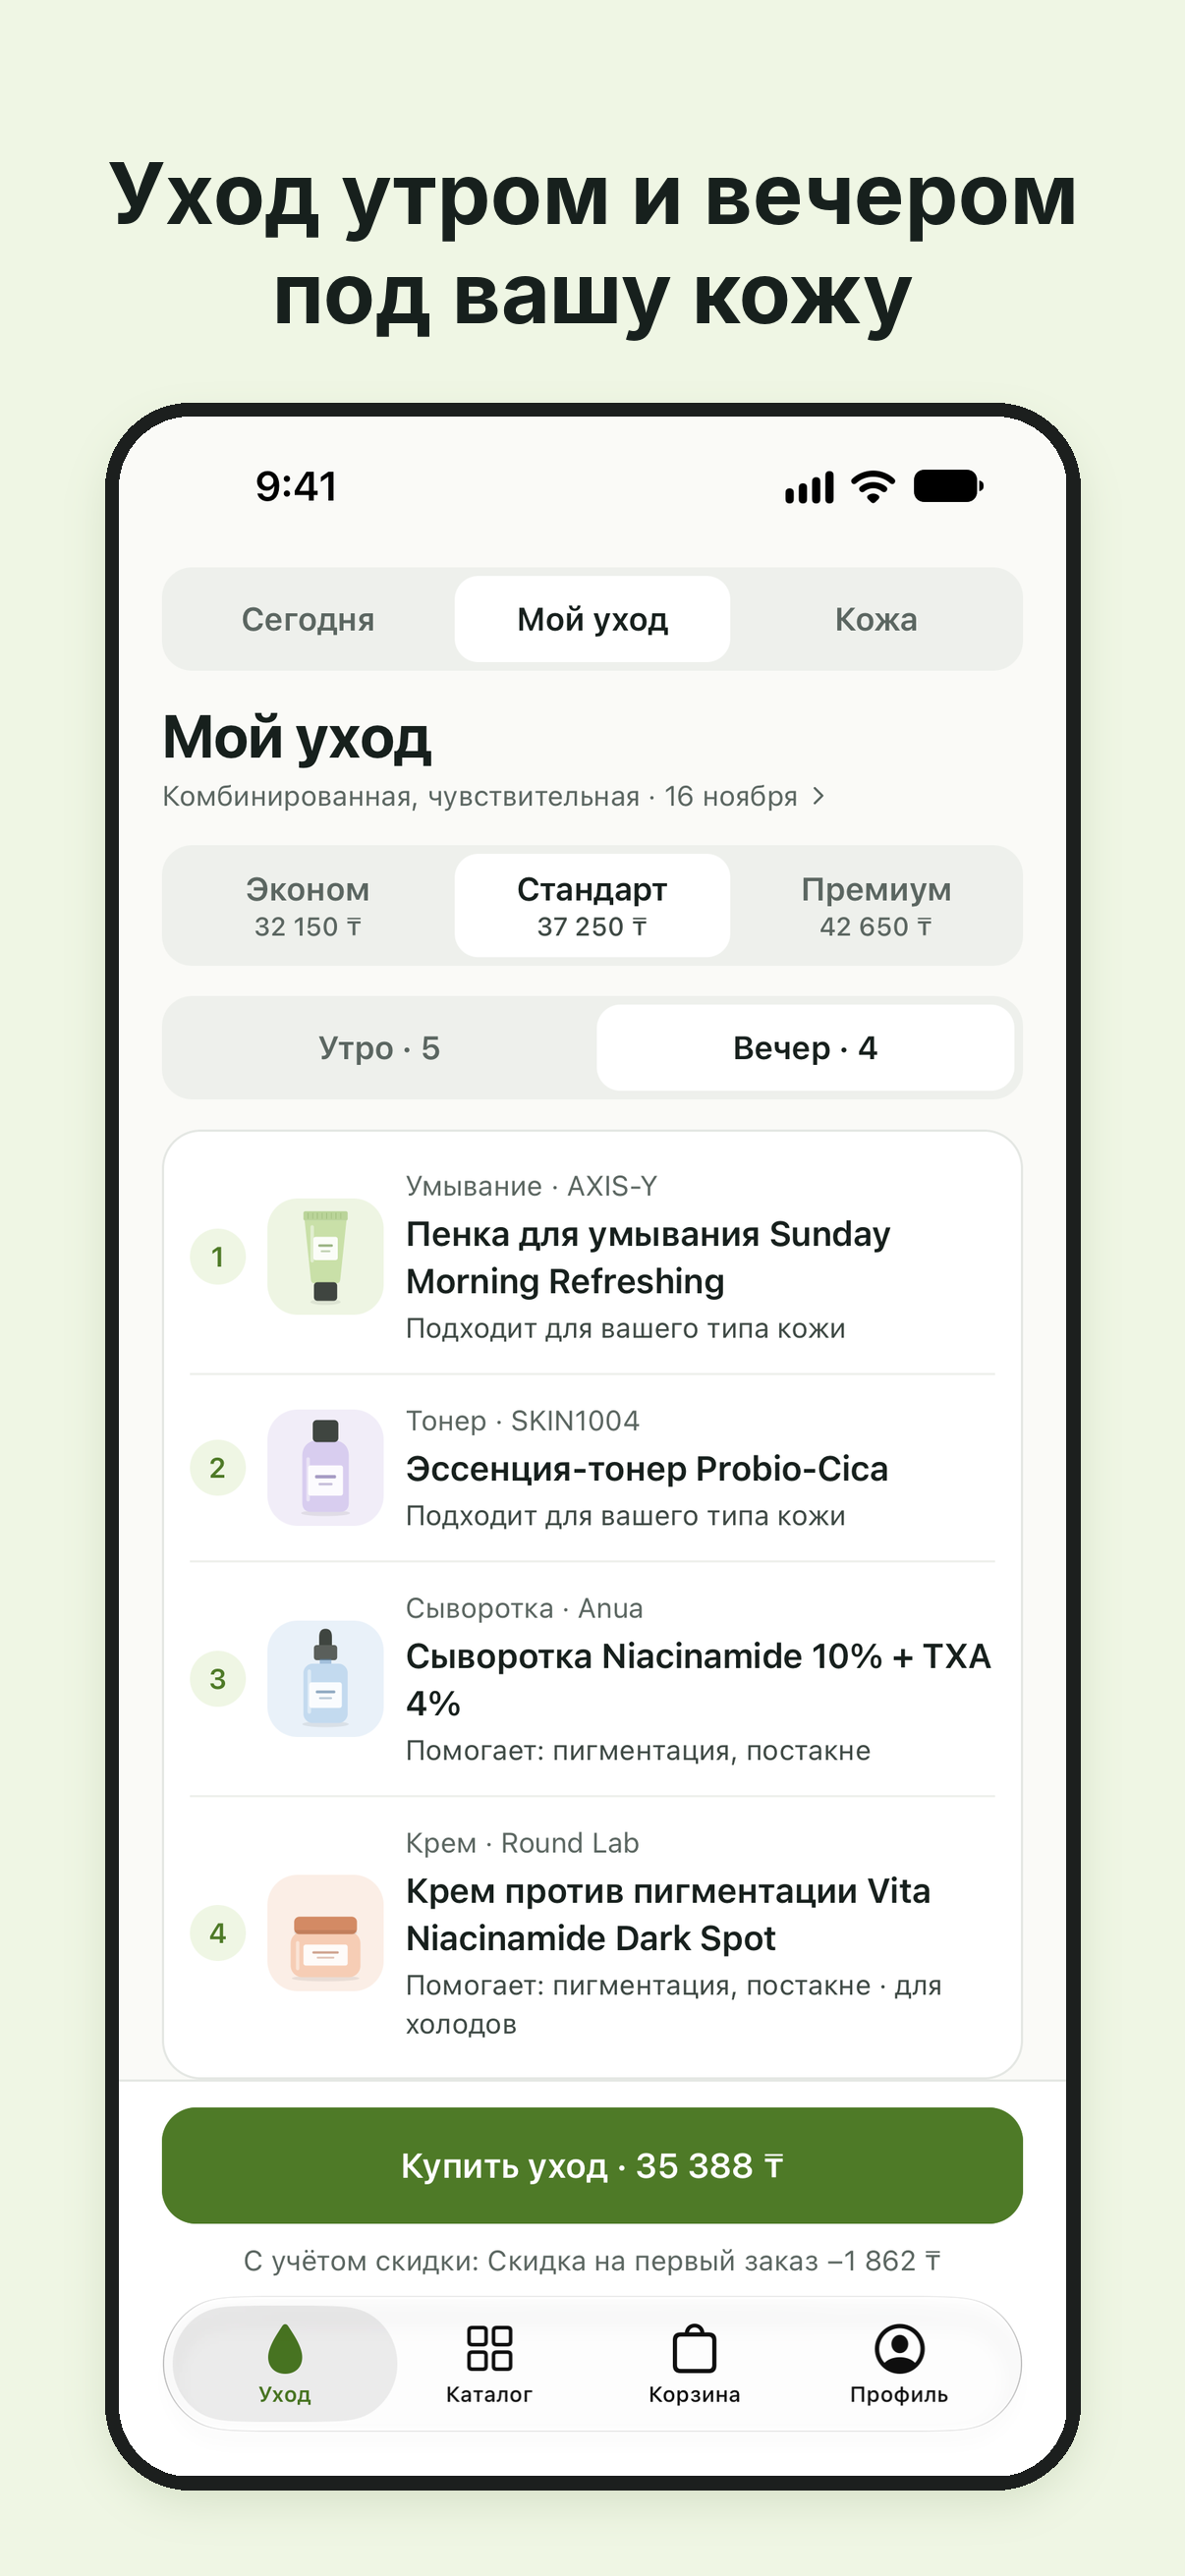 Уход утром и вечером
под вашу кожу
9:41
Сегодня
Мой уход
Кожа
Мой уход
Комбинированная, чувствительная · 16 ноября >
Эконом
32 150 ₸
Стандарт
37 250 ₸
Премиум
42 650 ₸
Утро · 5
Вечер · 4
1
Умывание · AXIS-Y
Пенка для умывания Sunday
Morning Refreshing
Подходит для вашего типа кожи
2
Тонер · SKIN1004
Эссенция-тонер Probio-Cica
Подходит для вашего типа кожи
3
Сыворотка · Anua
Сыворотка Niacinamide 10% + TXA
4%
Помогает: пигментация, постакне
4
Крем · Round Lab
Крем против пигментации Vita
Niacinamide Dark Spot
Помогает: пигментация, постакне · для
холодов
Купить уход · 35 388 ₸
С учётом скидки: Скидка на первый заказ −1 862 ₸
Уход
Каталог
Корзина
Профиль